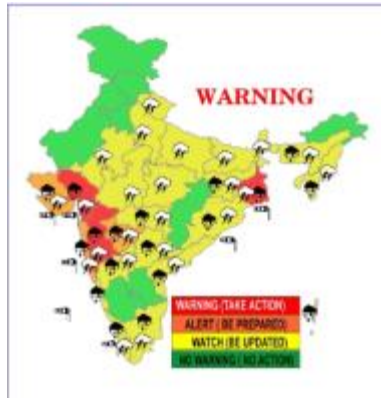 WARNING
WARNING (TAKE ACTION)
ALERT ( BE PREPARED)
WATCH (BE UPDATED)
NO WARNING ( NO ACTION)